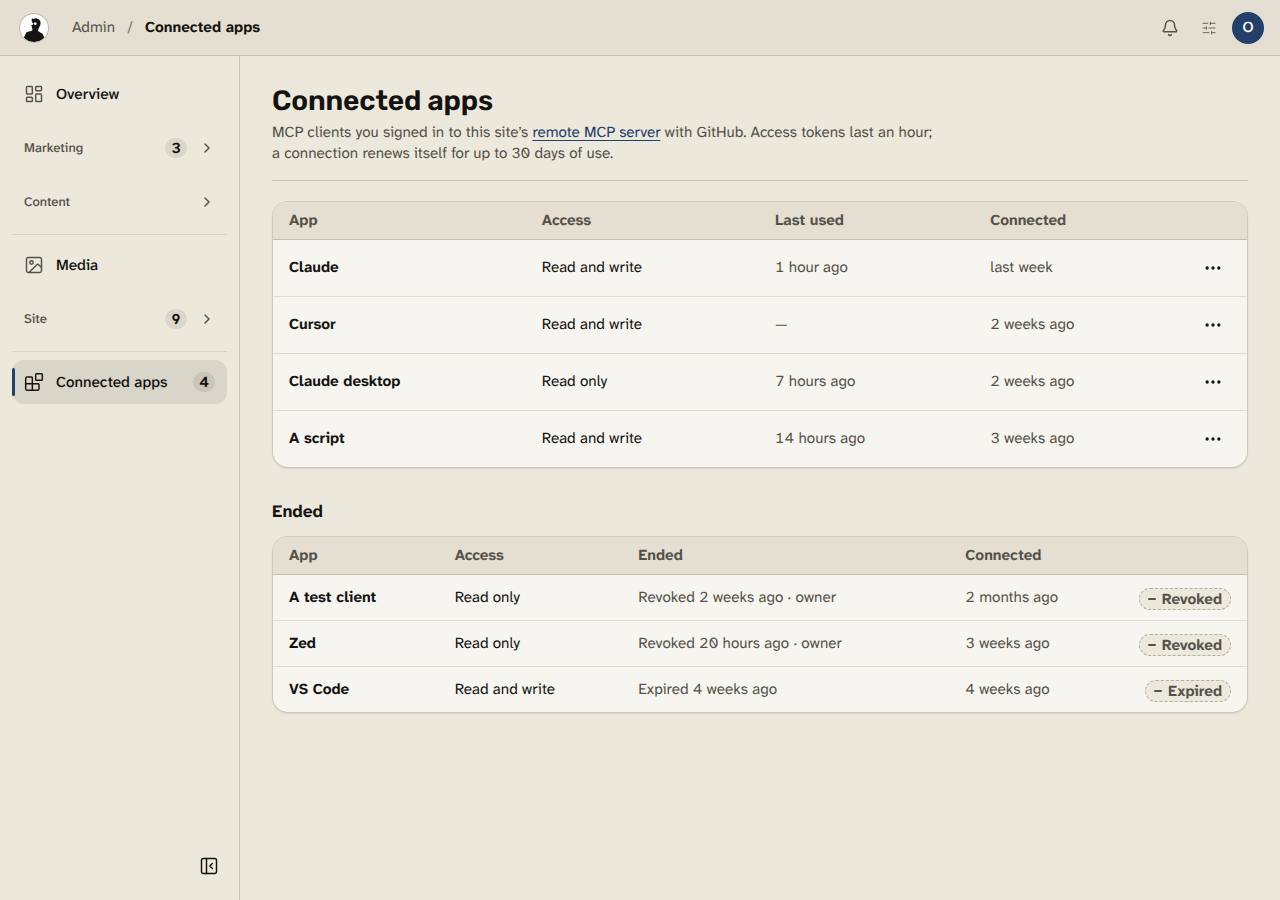 Admin / Connected apps
O
Overview
Marketing 3
Content
Media
Site 9
Connected apps 4
Connected apps
MCP clients you signed in to this site's remote MCP server with GitHub. Access tokens last an hour;
a connection renews itself for up to 30 days of use.
App Access Last used Connected
Claude Read and write 1 hour ago last week
Cursor Read and write — 2 weeks ago
Claude desktop Read only 7 hours ago 2 weeks ago
A script Read and write 14 hours ago 3 weeks ago
Ended
App Access Ended Connected
A test client Read only Revoked 2 weeks ago · owner 2 months ago – Revoked
Zed Read only Revoked 20 hours ago · owner 3 weeks ago – Revoked
VS Code Read and write Expired 4 weeks ago 4 weeks ago – Expired